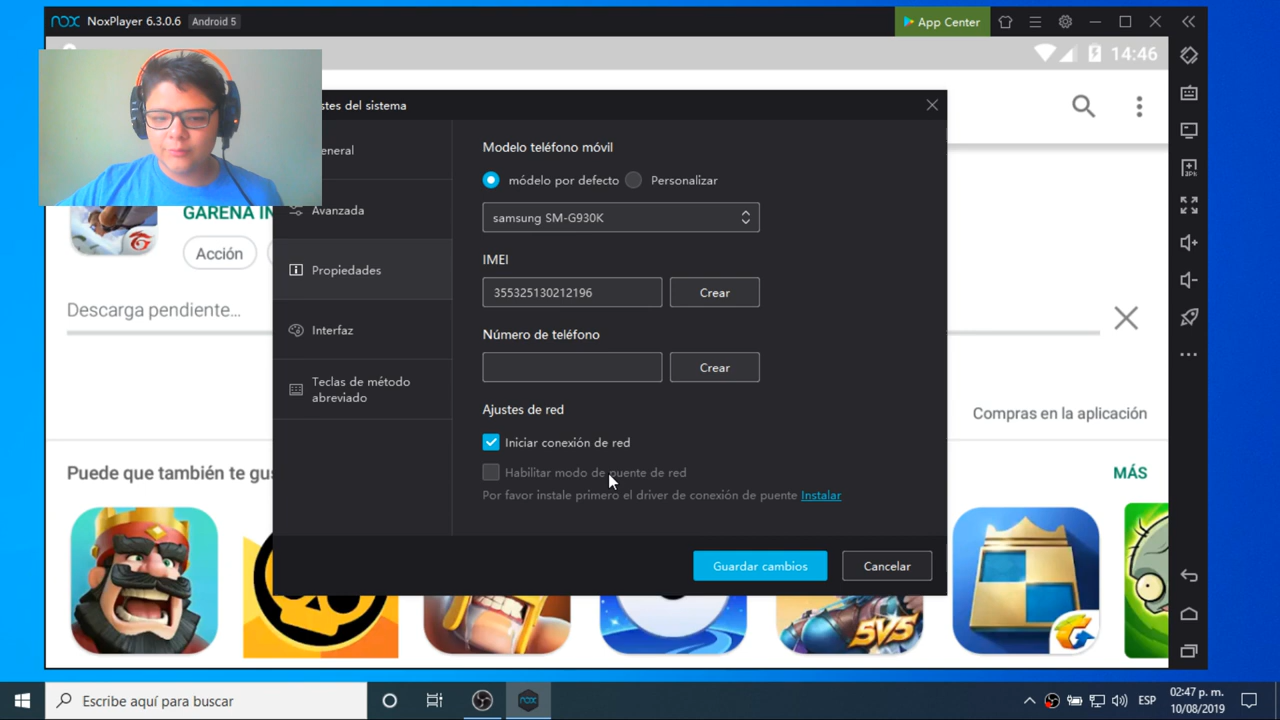 nox NoxPlayer 6.3.0.6 Android 5 App Center
14:46
stes del sistema
eneral
Avanzada
Propiedades
Interfaz
Teclas de método
abreviado
Modelo teléfono móvil
módelo por defecto Personalizar
samsung SM-G930K
IMEI
355325130212196 Crear
Número de teléfono
Crear
Ajustes de red
Iniciar conexión de red
Habilitar modo de puente de red
Por favor instale primero el driver de conexión de puente Instalar
Guardar cambios Cancelar
GARENA IN
Acción
Descarga pendiente...
Compras en la aplicación
Puede que también te gus MÁS
5V5
Escribe aquí para buscar
nox
ESP
02:47 p. m.
10/08/2019